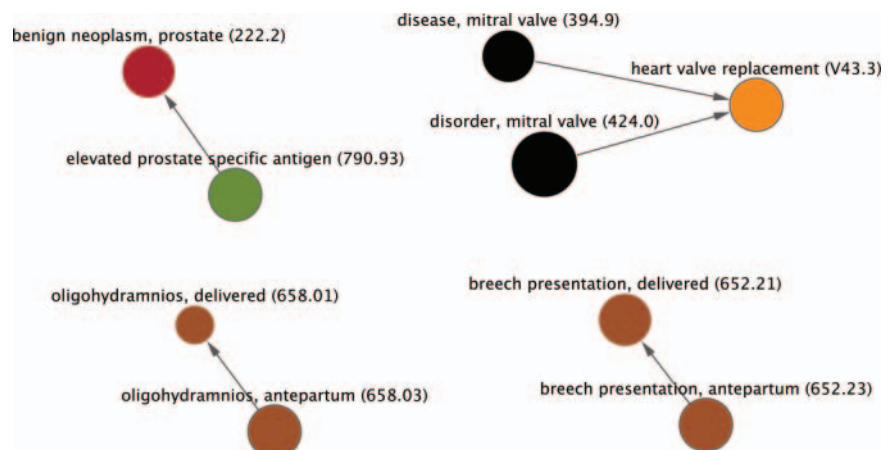 benign neoplasm, prostate (222.2)
disease, mitral valve (394.9)
heart valve replacement (V43.3)
disorder, mitral valve (424.0)
elevated prostate specific antigen (790.93)
oligohydramnios, delivered (658.01)
breech presentation, delivered (652.21)
oligohydramnios, antepartum (658.03)
breech presentation, antepartum (652.23)